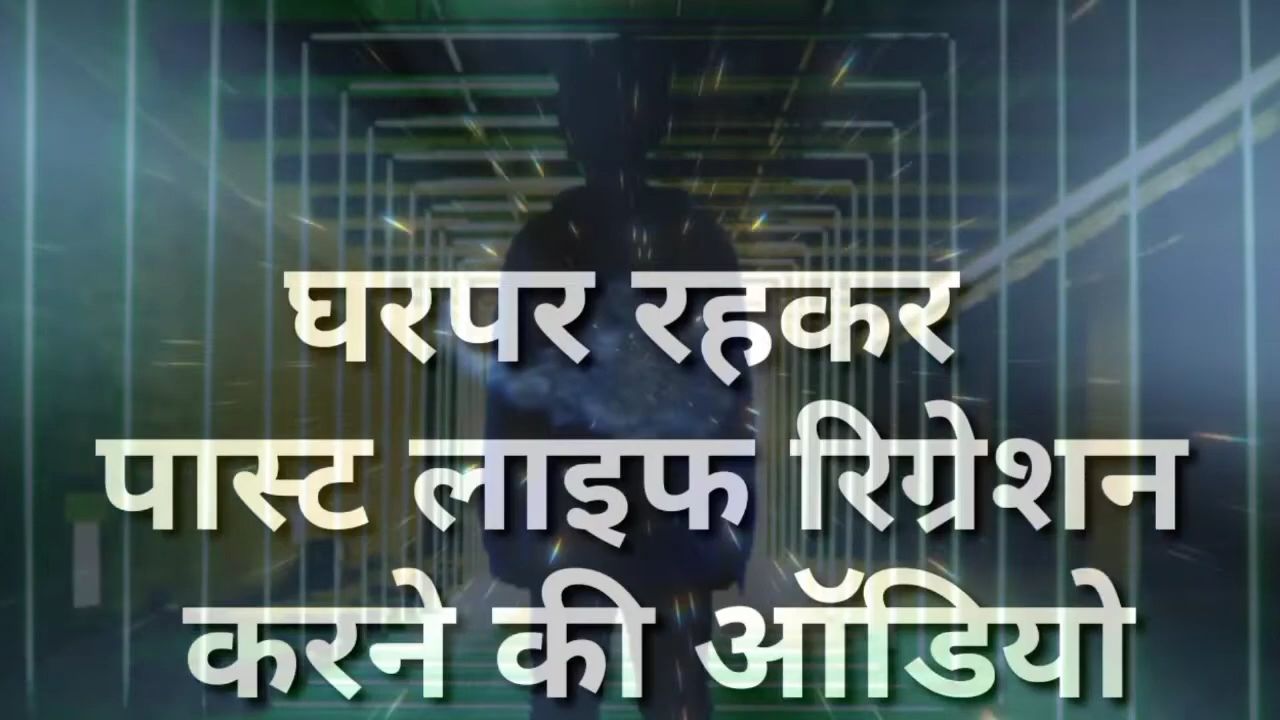 घरपर रहकर
पास्ट लाइफ रिग्रेशन
करने की ऑडियो